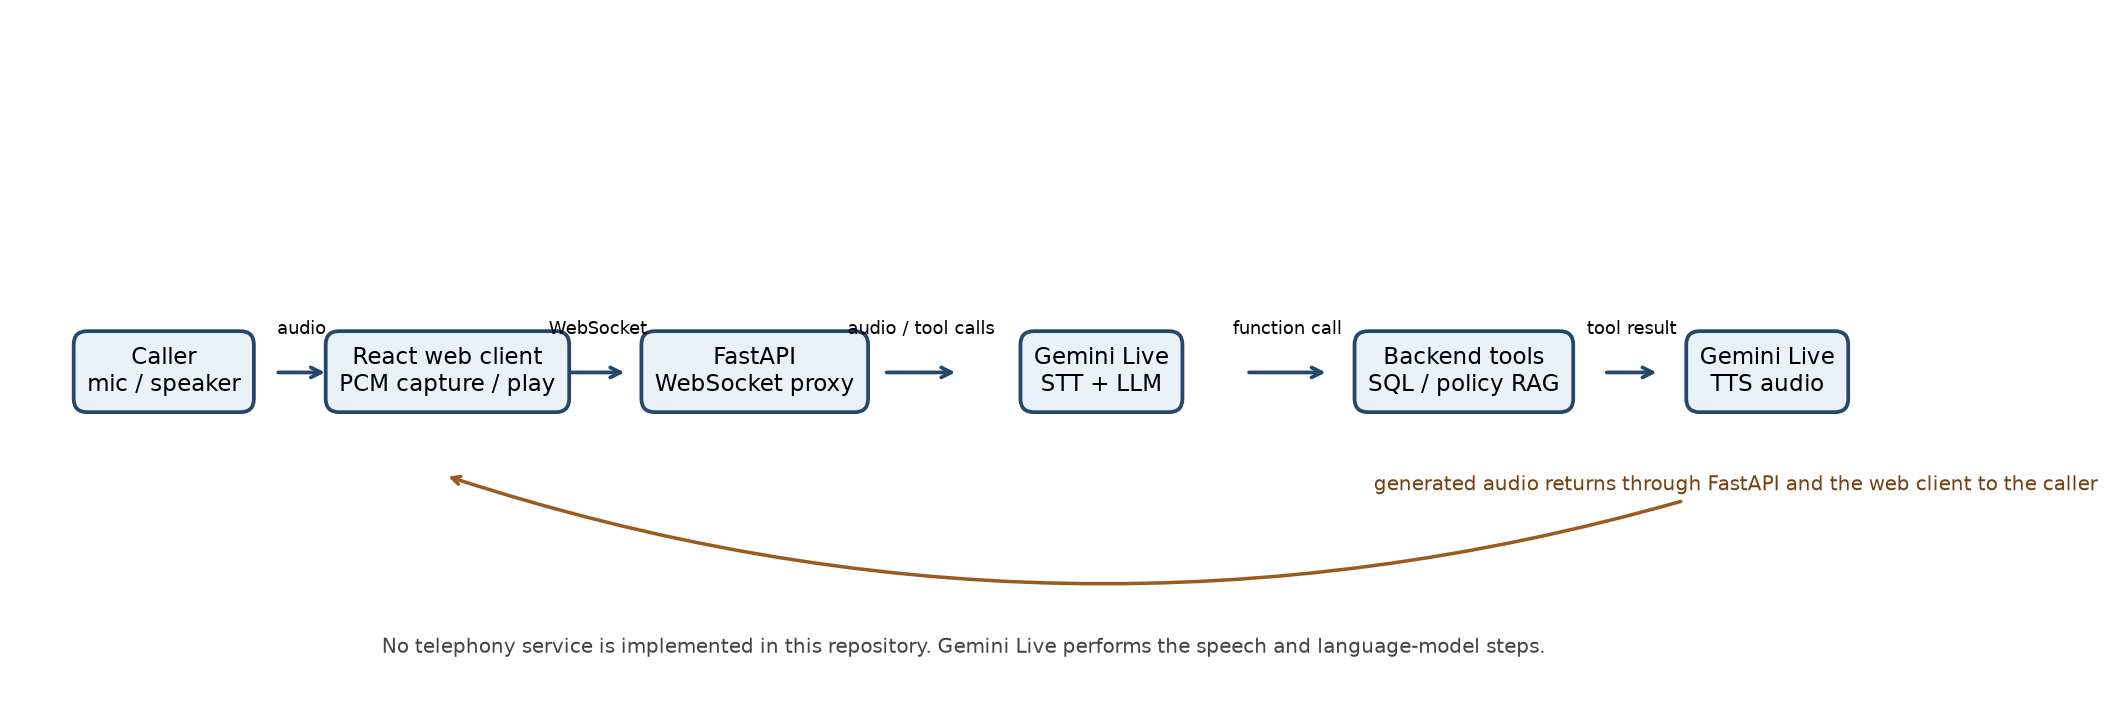 audio
WebSocket
audio / tool calls
function call
tool result
Caller
mic / speaker
React web client
PCM capture / play
FastAPI
WebSocket proxy
Gemini Live
STT + LLM
Backend tools
SQL / policy RAG
Gemini Live
TTS audio
generated audio returns through FastAPI and the web client to the caller
No telephony service is implemented in this repository. Gemini Live performs the speech and language-model steps.